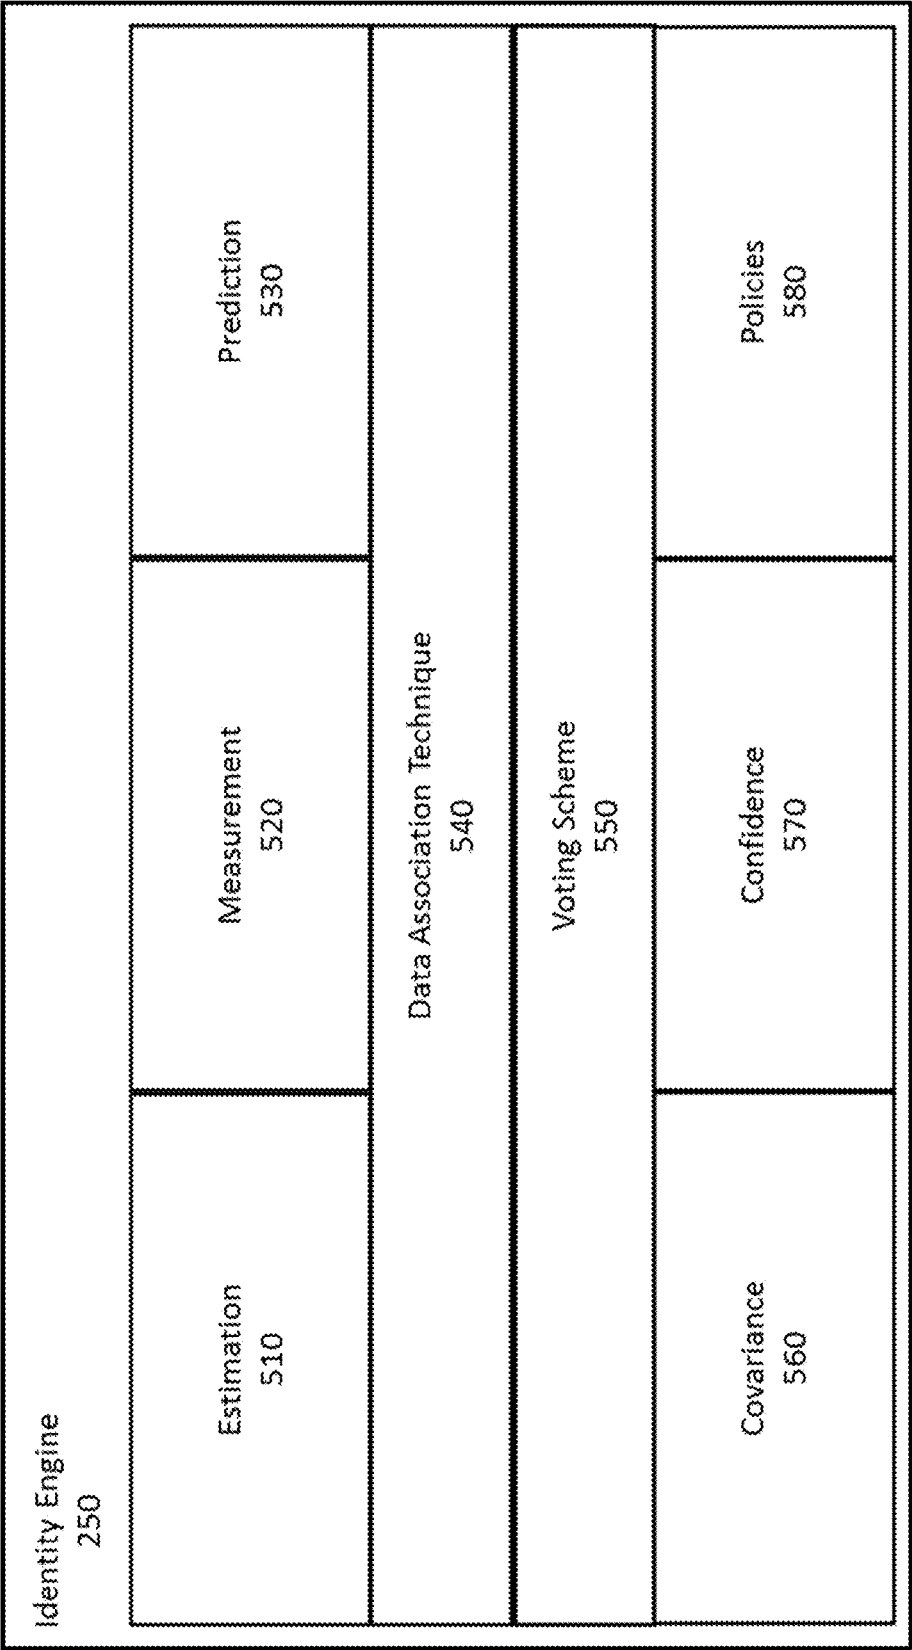 Identity Engine
250
Estimation
510
Measurement
520
Prediction
530
Data Association Technique
540
Voting Scheme
550
Covariance
560
Confidence
570
Policies
580